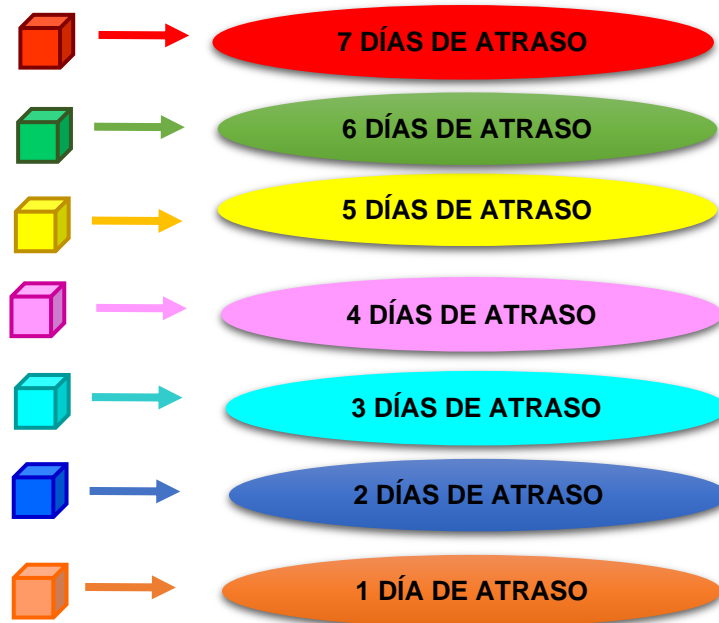 7 DÍAS DE ATRASO
6 DÍAS DE ATRASO
5 DÍAS DE ATRASO
4 DÍAS DE ATRASO
3 DÍAS DE ATRASO
2 DÍAS DE ATRASO
1 DÍA DE ATRASO